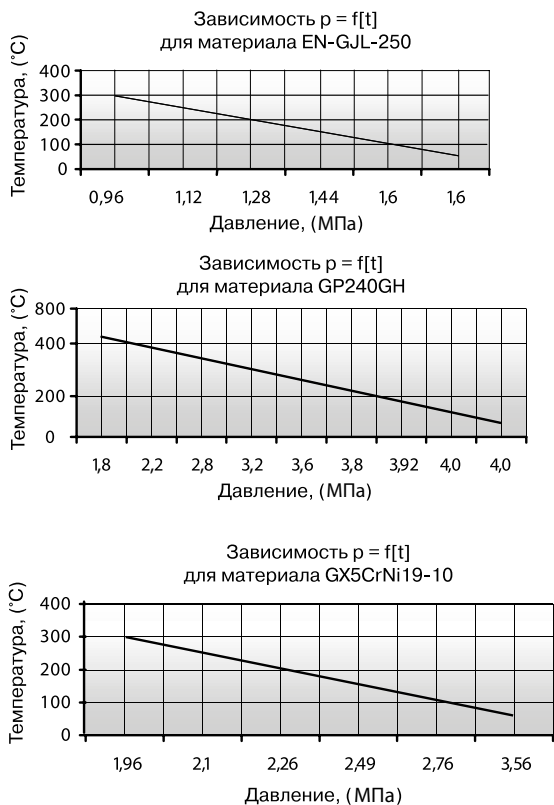 Зависимость p = f[t]
для материала EN-GJL-250
Температура, (°C)
400
300
200
100
0
0,96 1,12 1,28 1,44 1,6 1,6
Давление, (МПа)
Зависимость p = f[t]
для материала GP240GH
Температура, (°C)
800
400
200
0
1,8 2,2 2,8 3,2 3,6 3,8 3,92 4,0 4,0
Давление, (МПа)
Зависимость p = f[t]
для материала GX5CrNi19-10
Температура, (°C)
400
300
200
100
0
1,96 2,1 2,26 2,49 2,76 3,56
Давление, (МПа)